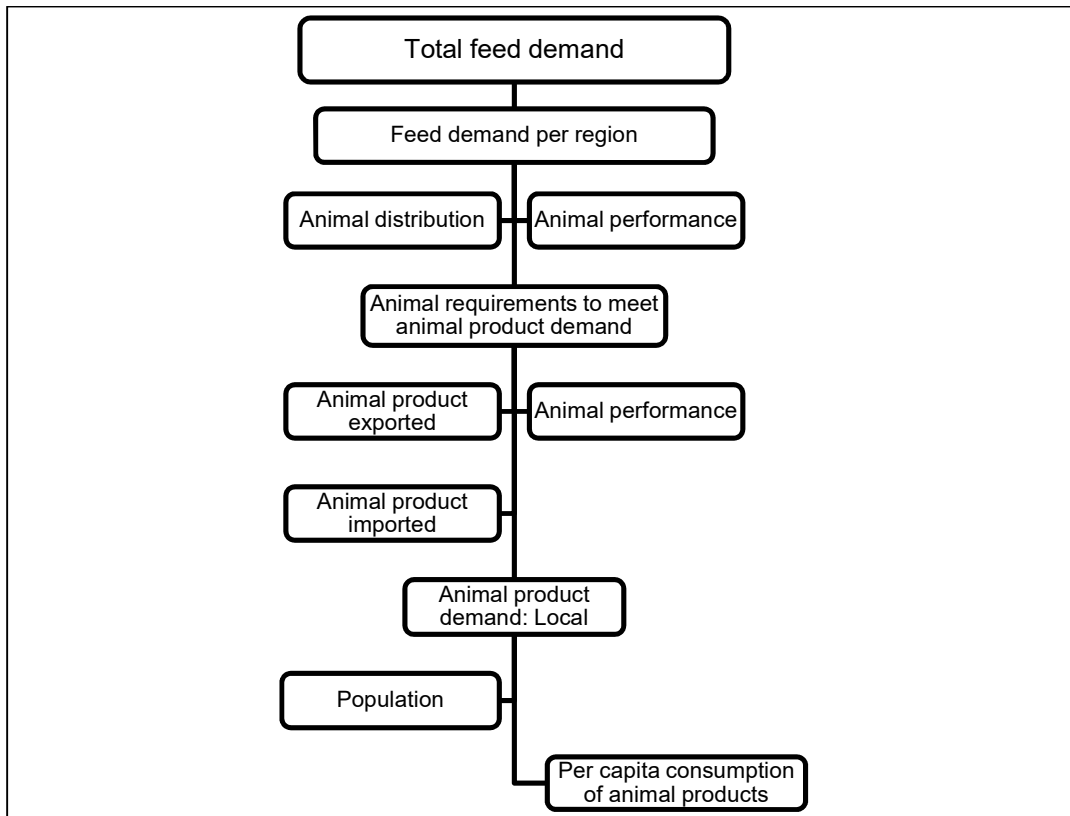 Total feed demand
Feed demand per region
Animal distribution
Animal performance
Animal requirements to meet
animal product demand
Animal product
exported
Animal performance
Animal product
imported
Animal product
demand: Local
Population
Per capita consumption
of animal products